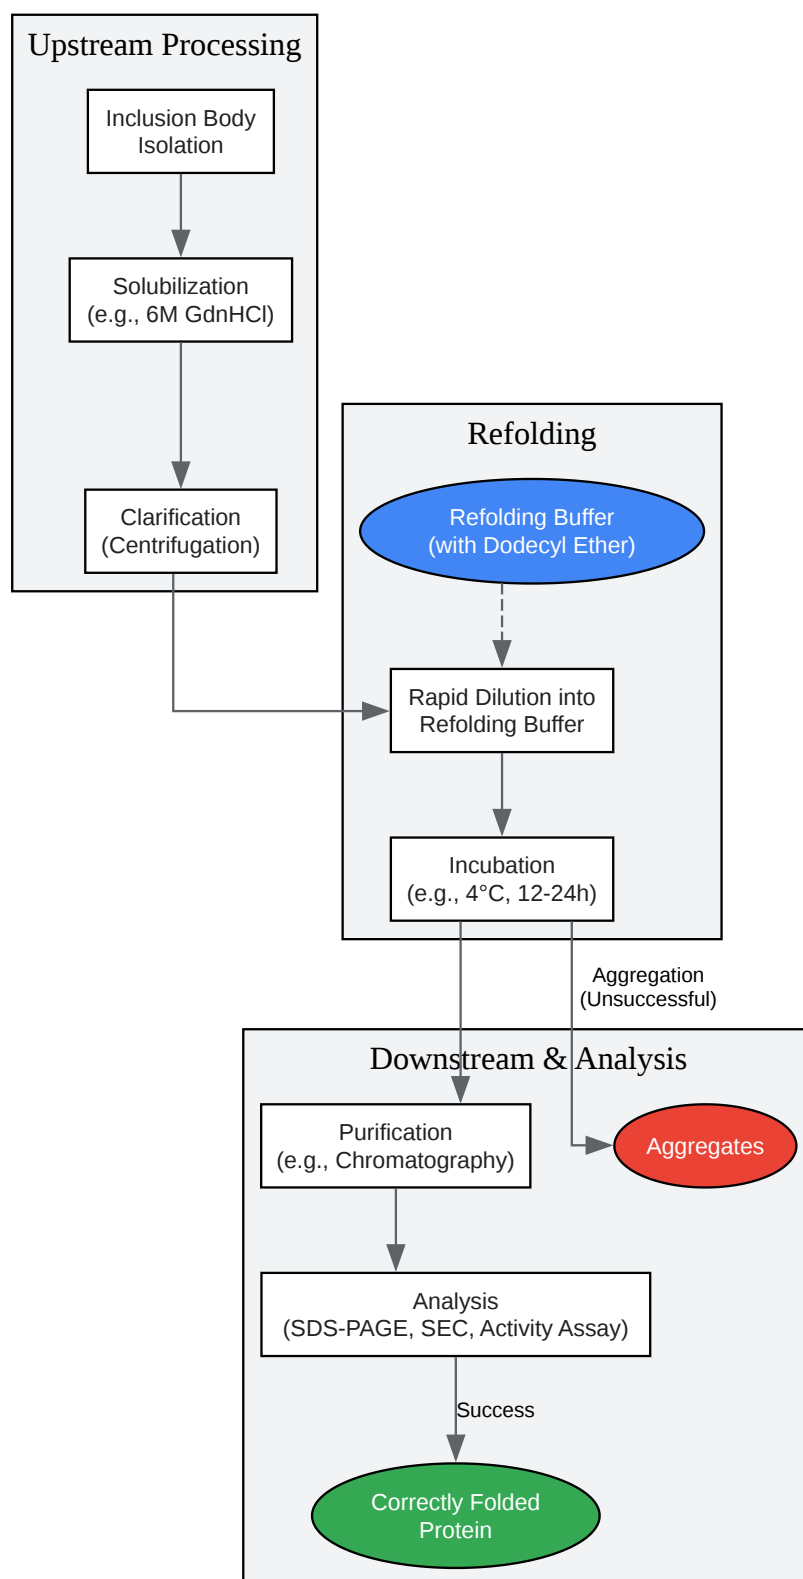 Upstream Processing
Inclusion Body
Isolation
Solubilization
(e.g., 6M GdnHCl)
Clarification
(Centrifugation)
Refolding
Refolding Buffer
(with Dodecyl Ether)
Rapid Dilution into
Refolding Buffer
Incubation
(e.g., 4°C, 12-24h)
Aggregation
(Unsuccessful)
Downstream & Analysis
Purification
(e.g., Chromatography)
Aggregates
Analysis
(SDS-PAGE, SEC, Activity Assay)
Success
Correctly Folded
Protein